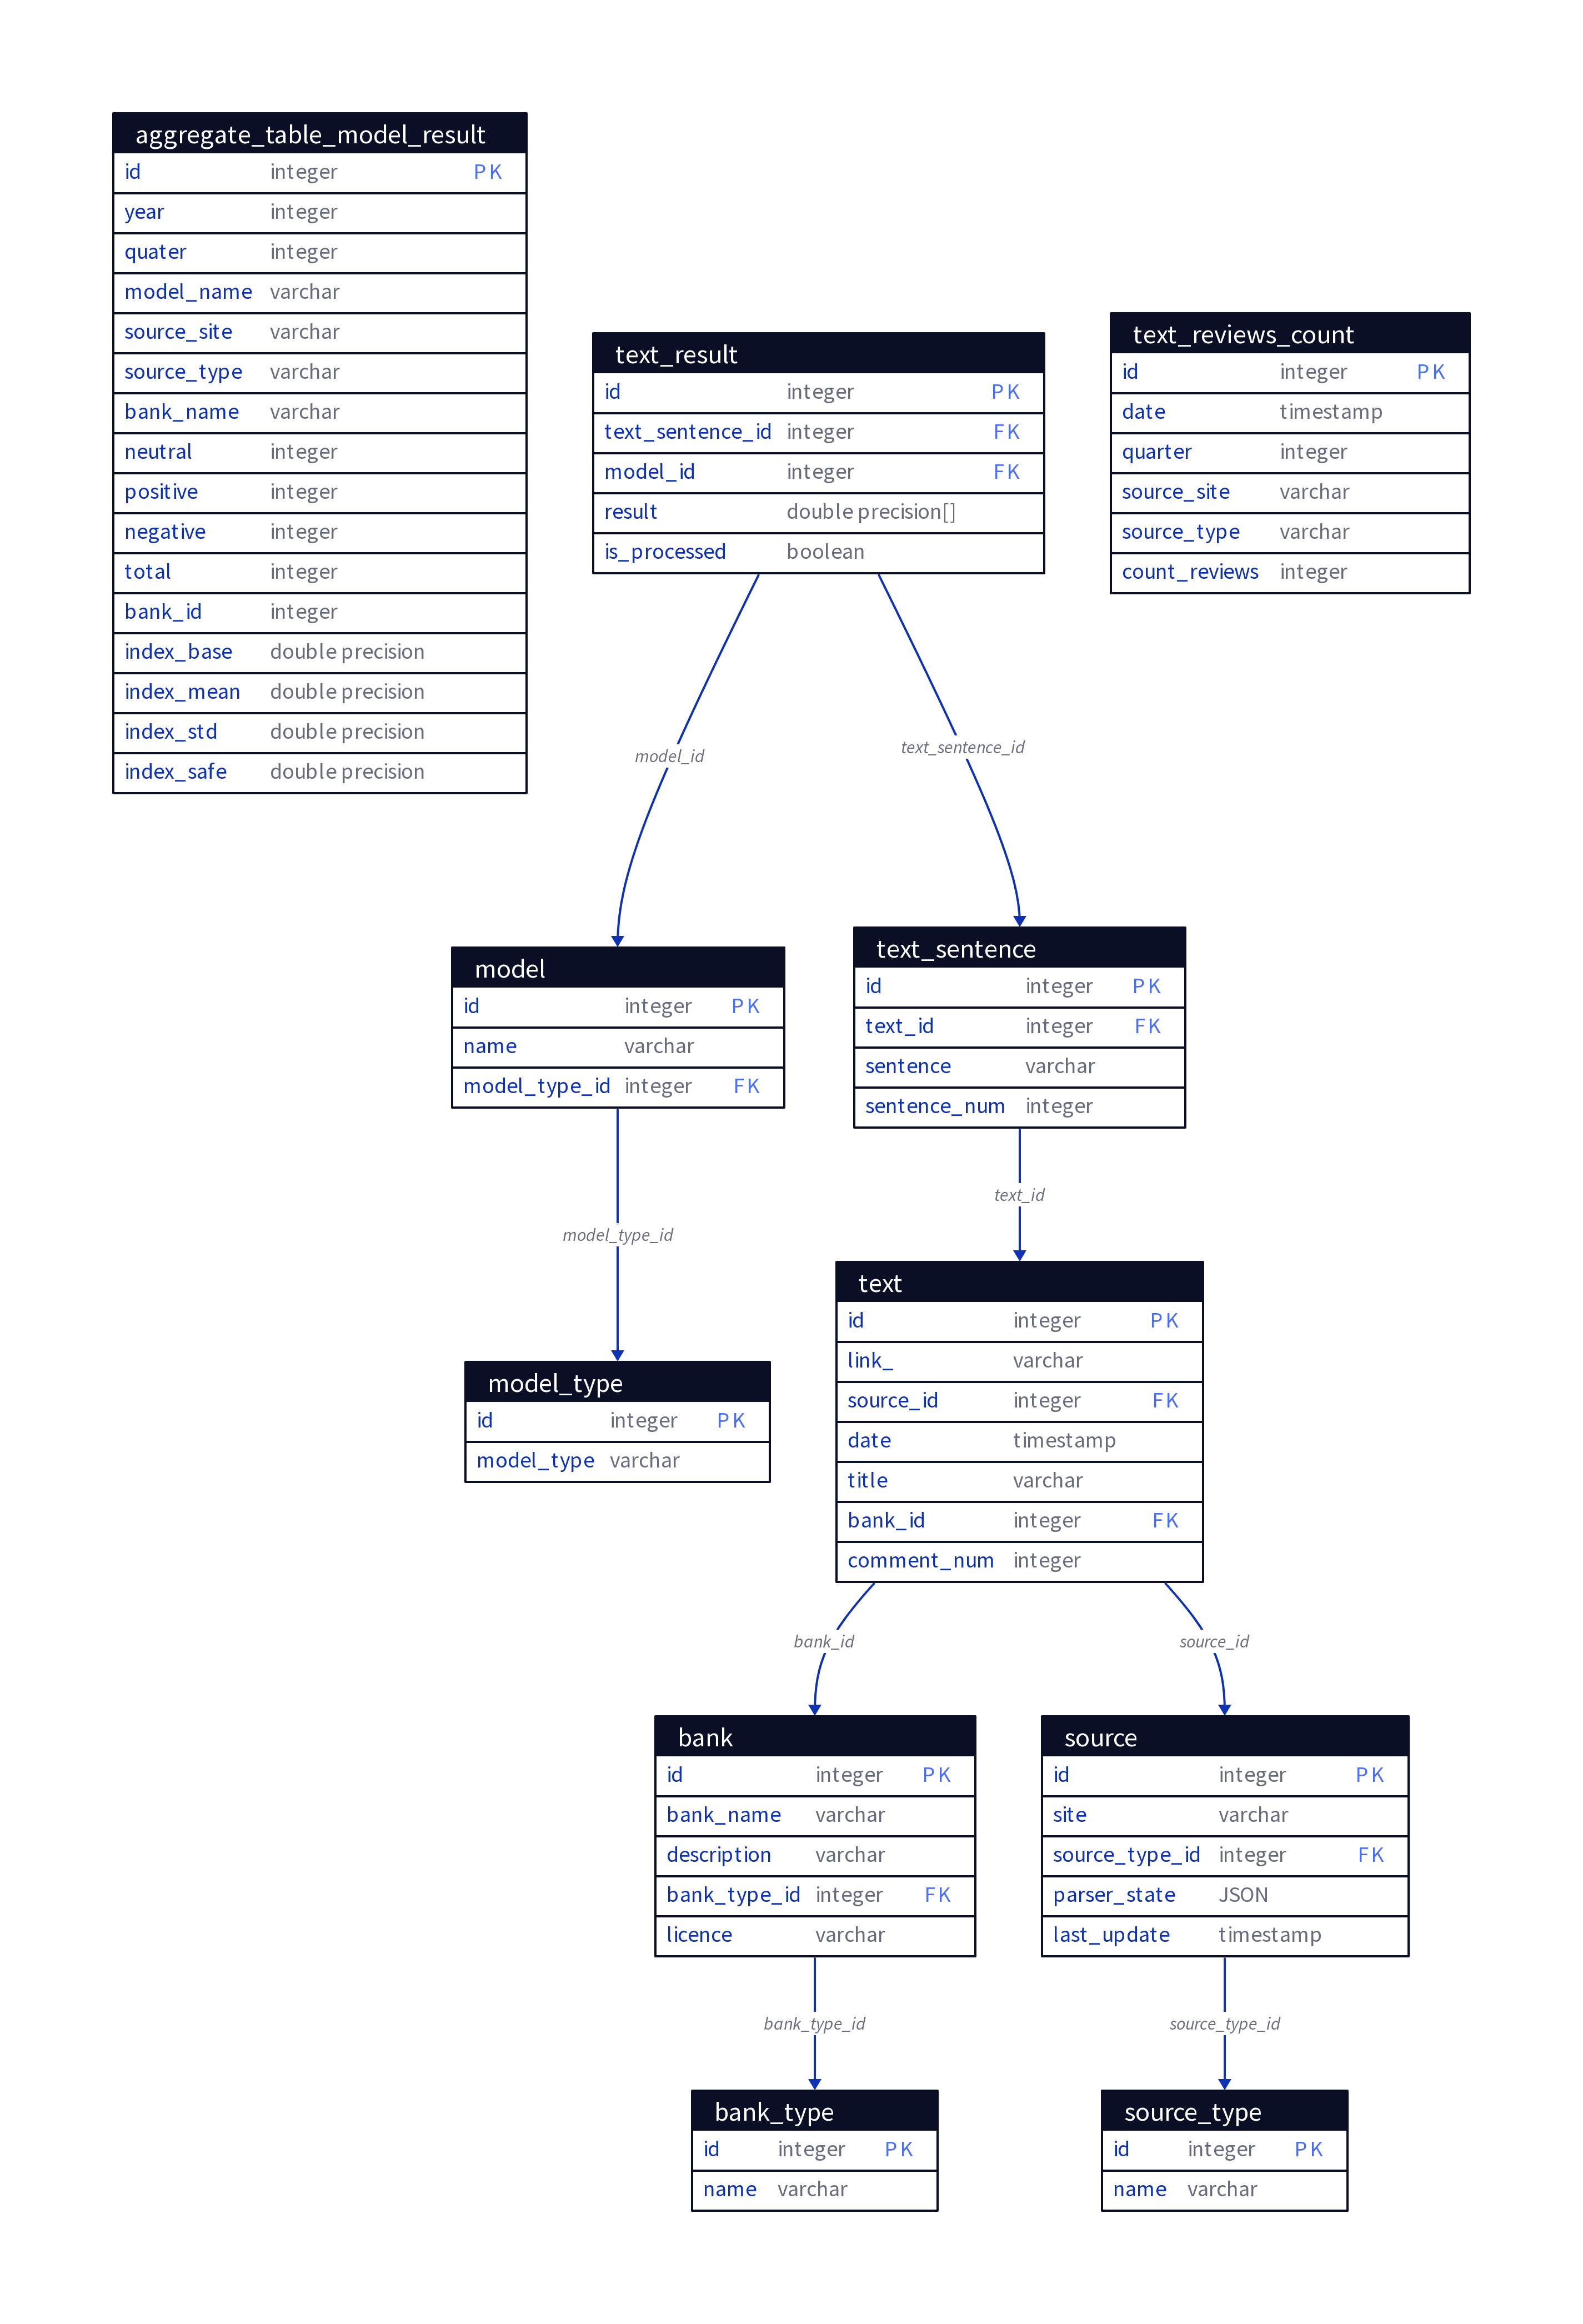 aggregate_table_model_result
id integer PK
year integer
quater integer
model_name varchar
source_site varchar
source_type varchar
bank_name varchar
neutral integer
positive integer
negative integer
total integer
bank_id integer
index_base double precision
index_mean double precision
index_std double precision
index_safe double precision
text_result
id integer PK
text_sentence_id integer FK
model_id integer FK
result double precision[]
is_processed boolean
text_reviews_count
id integer PK
date timestamp
quarter integer
source_site varchar
source_type varchar
count_reviews integer
model_id
text_sentence_id
model
id integer PK
name varchar
model_type_id integer FK
text_sentence
id integer PK
text_id integer FK
sentence varchar
sentence_num integer
model_type_id
text_id
model_type
id integer PK
model_type varchar
text
id integer PK
link_ varchar
source_id integer FK
date timestamp
title varchar
bank_id integer FK
comment_num integer
bank_id
source_id
bank
id integer PK
bank_name varchar
description varchar
bank_type_id integer FK
licence varchar
source
id integer PK
site varchar
source_type_id integer FK
parser_state JSON
last_update timestamp
bank_type_id
source_type_id
bank_type
id integer PK
name varchar
source_type
id integer PK
name varchar